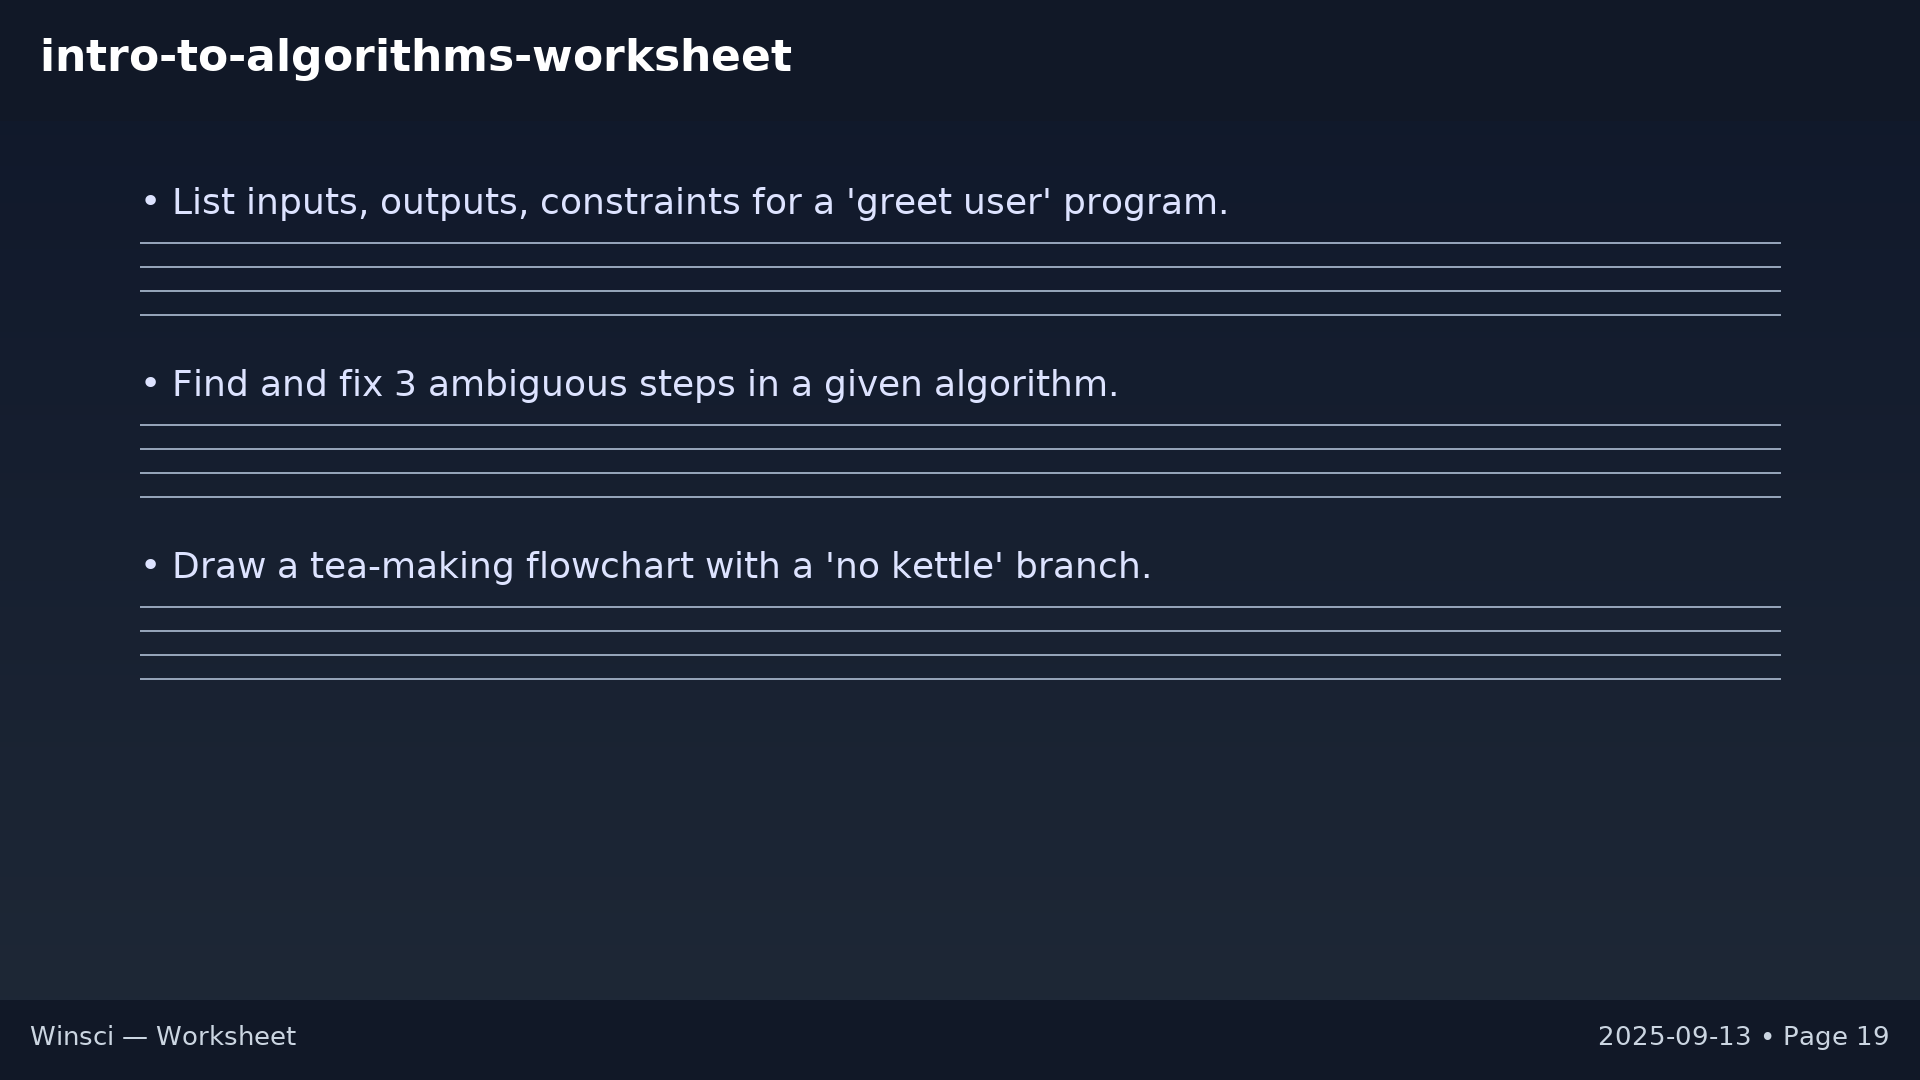 intro-to-algorithms-worksheet
• List inputs, outputs, constraints for a 'greet user' program.
• Find and fix 3 ambiguous steps in a given algorithm.
• Draw a tea-making flowchart with a 'no kettle' branch.
Winsci — Worksheet
2025-09-13 • Page 19